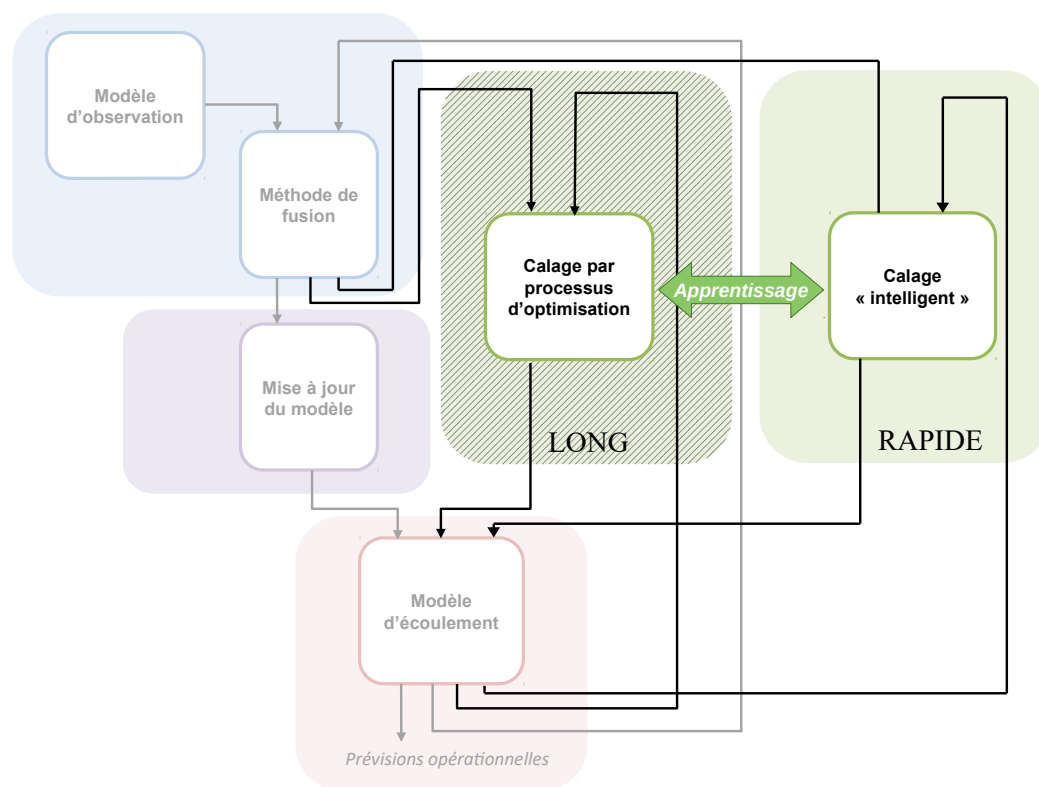 Modèle
d'observation
Méthode de
fusion
Calage par
processus
d'optimisation
Apprentissage
Calage
« intelligent »
Mise à jour
du modèle
LONG
RAPIDE
Modèle
d'écoulement
Prévisions opérationnelles